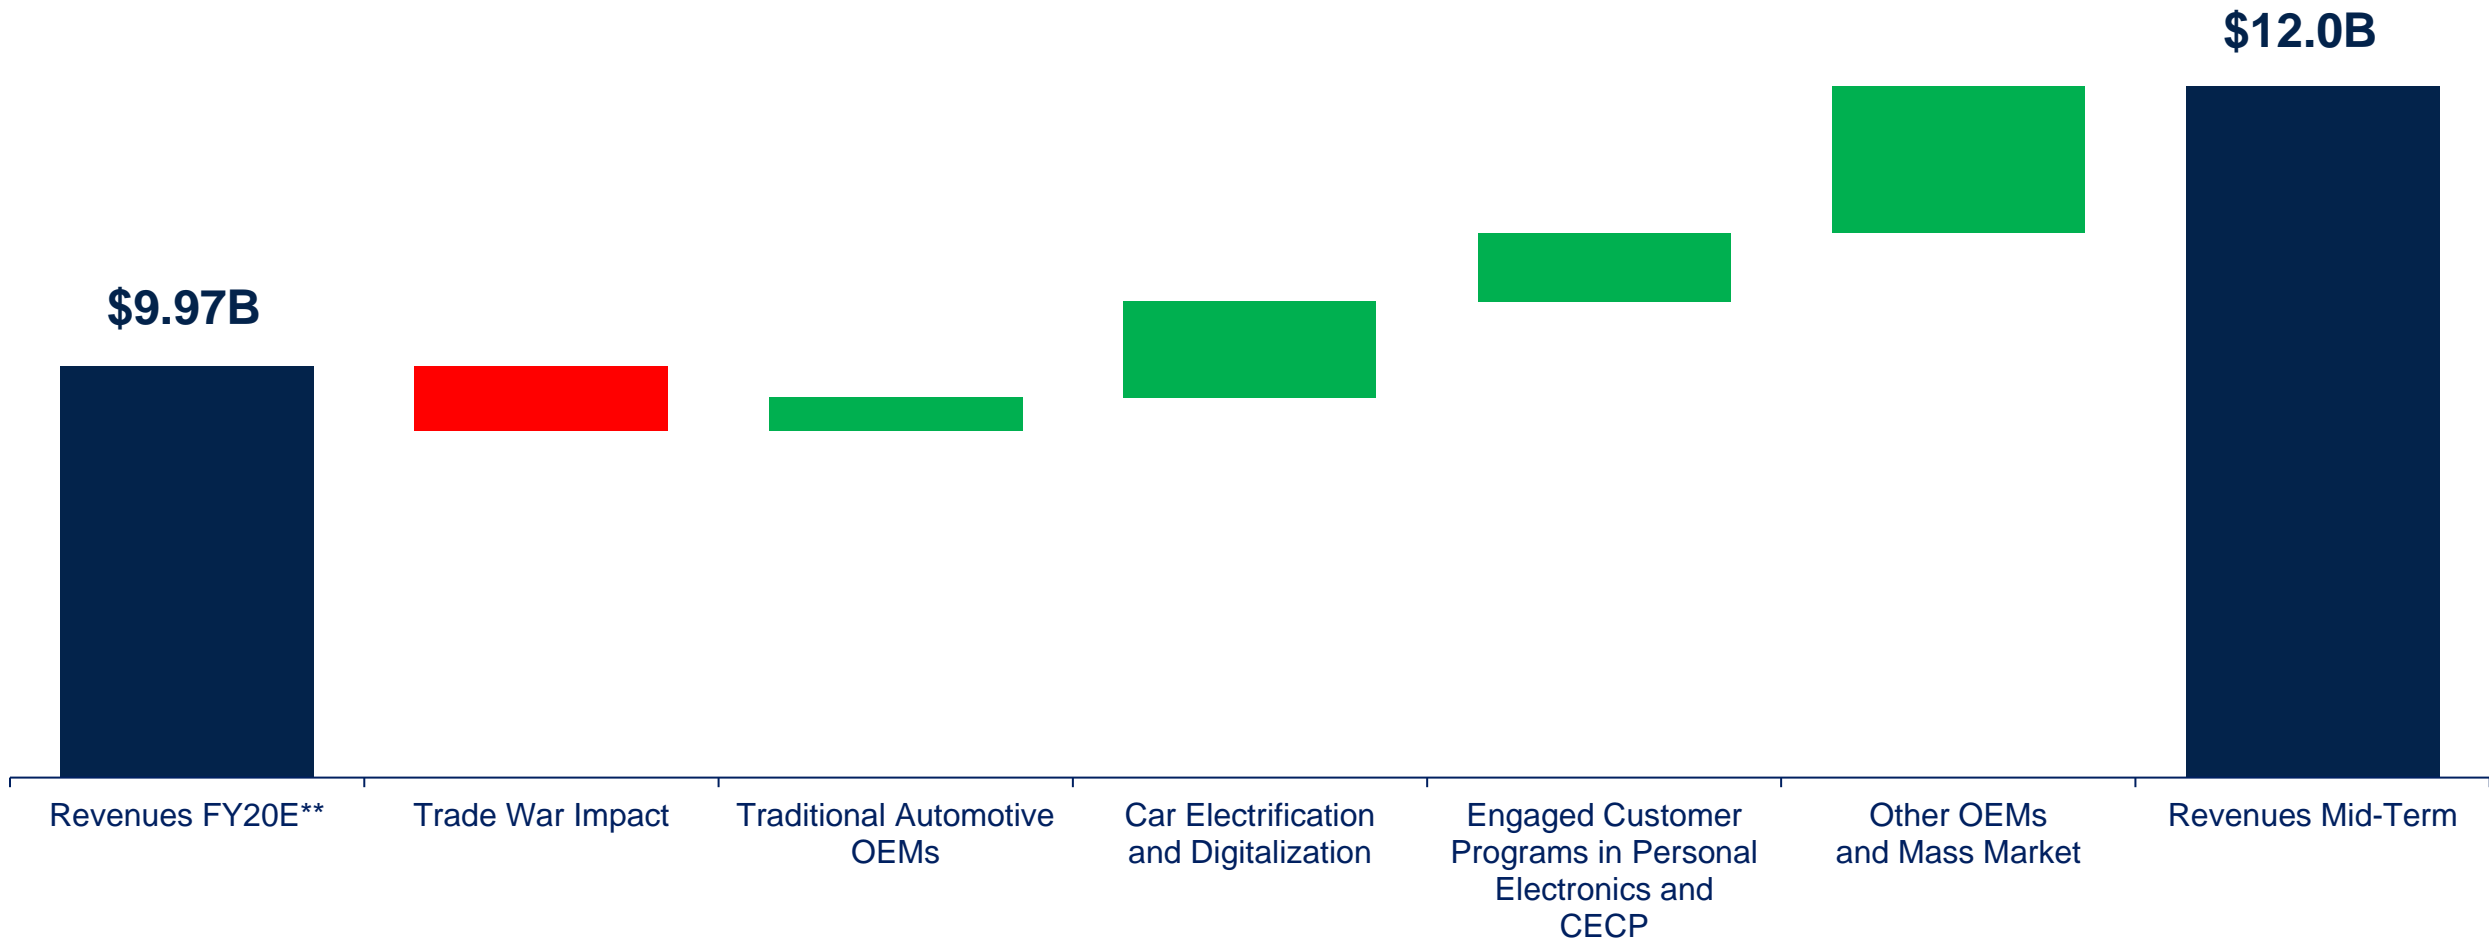 $12.0B
$9.97B
Revenues FY20E**
Trade War Impact
Traditional Automotive
OEMs
Car Electrification
and Digitalization
Engaged Customer
Programs in Personal
Electronics and
CECP
Other OEMs
and Mass Market
Revenues Mid-Term